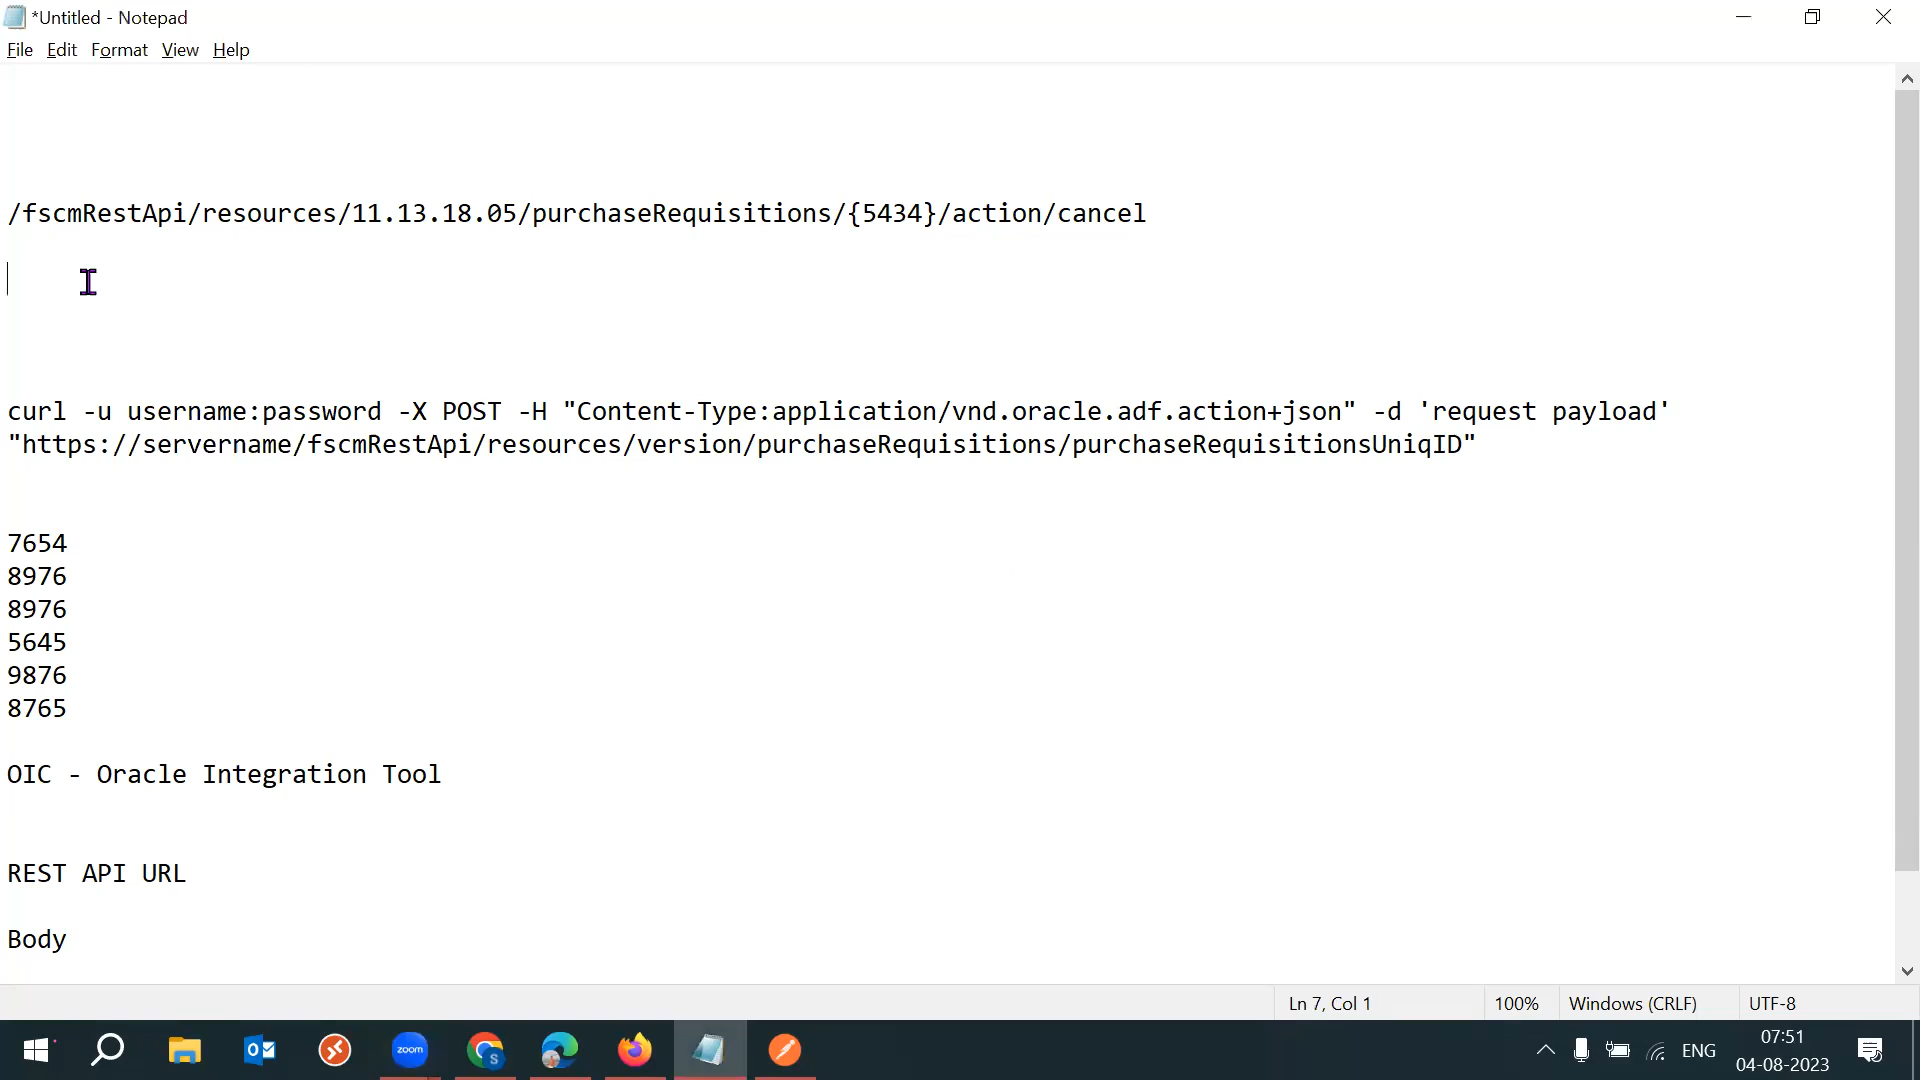 *Untitled - Notepad
File Edit Format View Help
/fscmRestApi/resources/11.13.18.05/purchaseRequisitions/{5434}/action/cancel
curl -u username:password -X POST -H "Content-Type:application/vnd.oracle.adf.action+json" -d 'request payload'
"https://servername/fscmRestApi/resources/version/purchaseRequisitions/purchaseRequisitionsUniqID"
7654
8976
8976
5645
9876
8765
OIC - Oracle Integration Tool
REST API URL
Body
Ln 7, Col 1 100% Windows (CRLF) UTF-8
zoom S ENG 07:51
04-08-2023